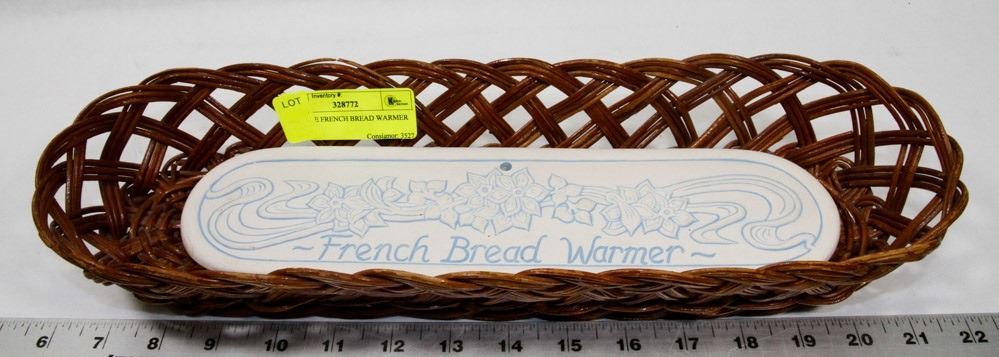 LOT
Inventory #:
328772
E FRENCH BREAD WARMER
Consignor: 3527
~ French Bread Warmer ~
6 7 8 9 10 11 12 13 14 15 16 17 18 19 20 21 22